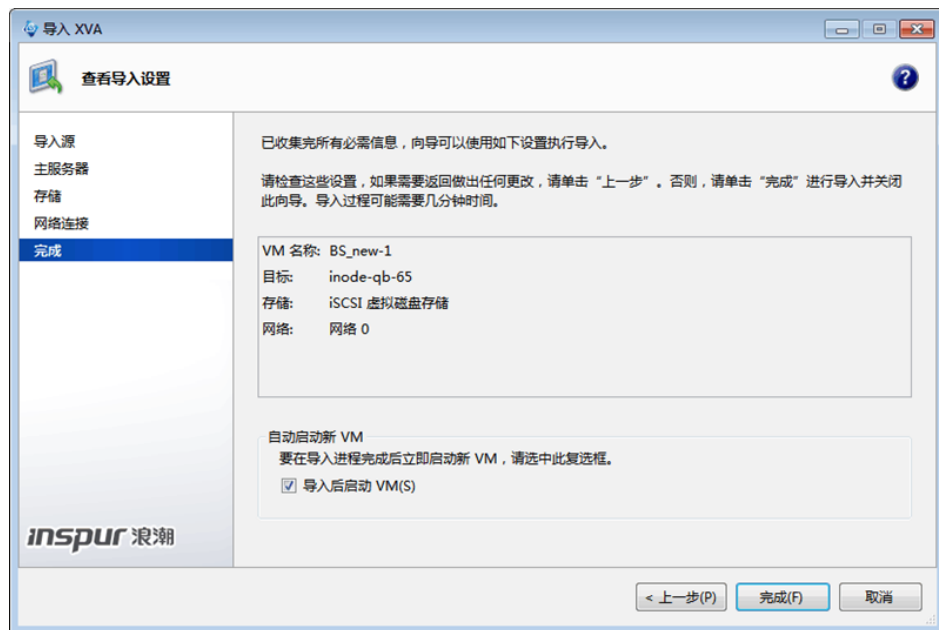 导入 XVA
查看导入设置
?
导入源
主服务器
存储
网络连接
完成
已收集完所有必需信息，向导可以使用如下设置执行导入。
请检查这些设置，如果需要返回做出任何更改，请单击“上一步”。否则，请单击“完成”进行导入并关闭
此向导。导入过程可能需要几分钟时间。
VM 名称: BS_new-1
目标: inode-qb-65
存储: iSCSI 虚拟磁盘存储
网络: 网络 0
自动启动新 VM
要在导入进程完成后立即启动新 VM，请选中此复选框。
导入后启动 VM(S)
inspur 浪潮
< 上一步(P)
完成(F)
取消